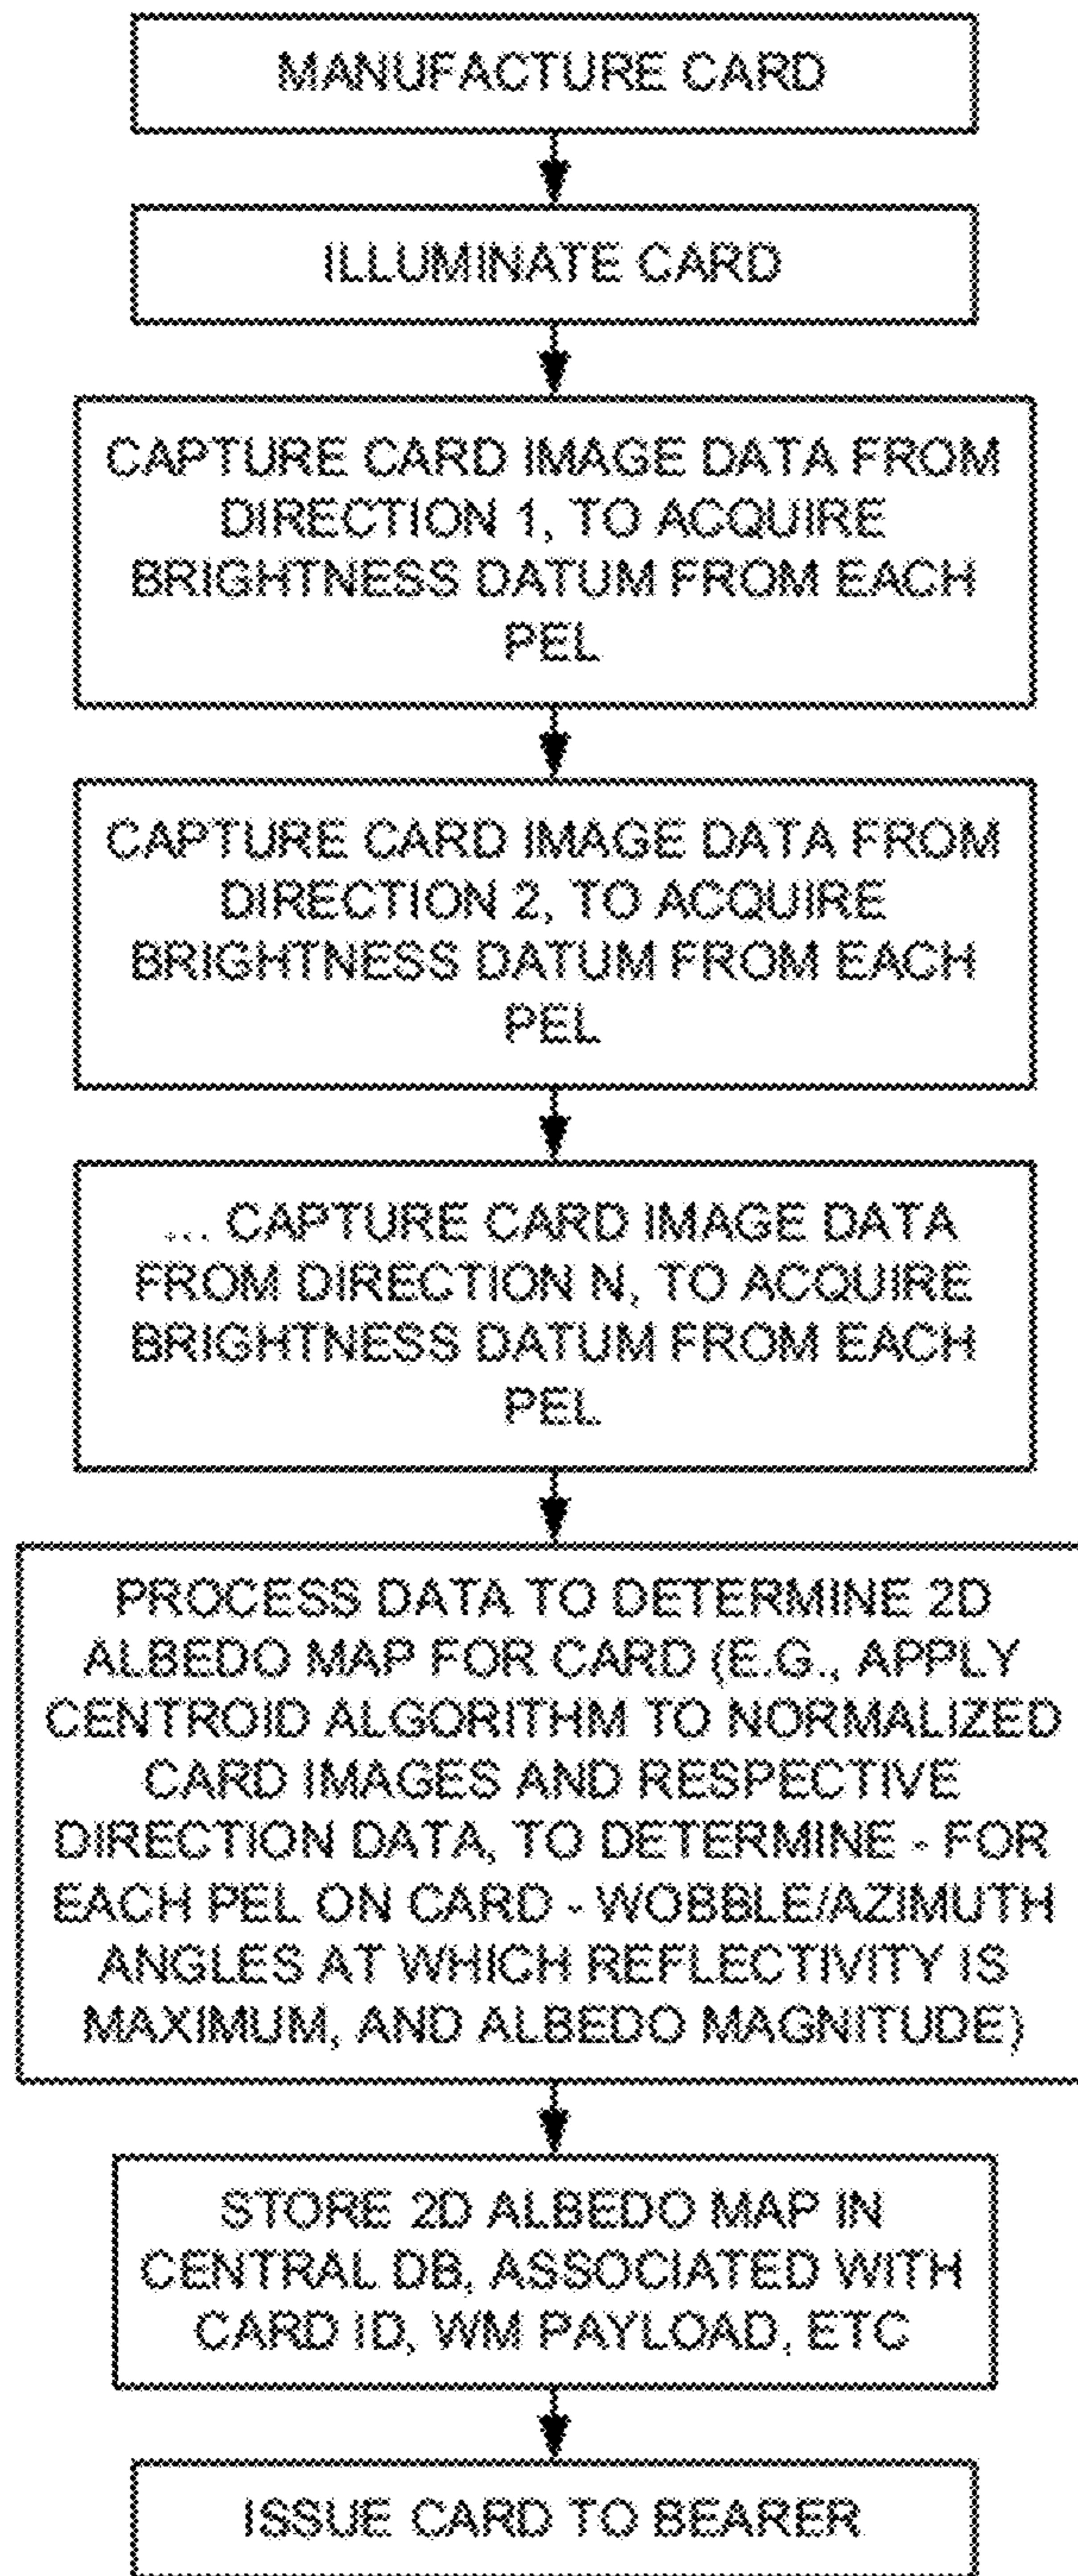 MANUFACTURE CARD
ILLUMINATE CARD
CAPTURE CARD IMAGE DATA FROM
DIRECTION 1, TO ACQUIRE
BRIGHTNESS DATUM FROM EACH
PEL
CAPTURE CARD IMAGE DATA FROM
DIRECTION 2, TO ACQUIRE
BRIGHTNESS DATUM FROM EACH
PEL
... CAPTURE CARD IMAGE DATA
FROM DIRECTION N, TO ACQUIRE
BRIGHTNESS DATUM FROM EACH
PEL
PROCESS DATA TO DETERMINE 2D
ALBEDO MAP FOR CARD (E.G., APPLY
CENTROID ALGORITHM TO NORMALIZED
CARD IMAGES AND RESPECTIVE
DIRECTION DATA, TO DETERMINE - FOR
EACH PEL ON CARD - WOBBLE/AZIMUTH
ANGLES AT WHICH REFLECTIVITY IS
MAXIMUM, AND ALBEDO MAGNITUDE)
STORE 2D ALBEDO MAP IN
CENTRAL DB, ASSOCIATED WITH
CARD ID, WM PAYLOAD, ETC
ISSUE CARD TO BEARER